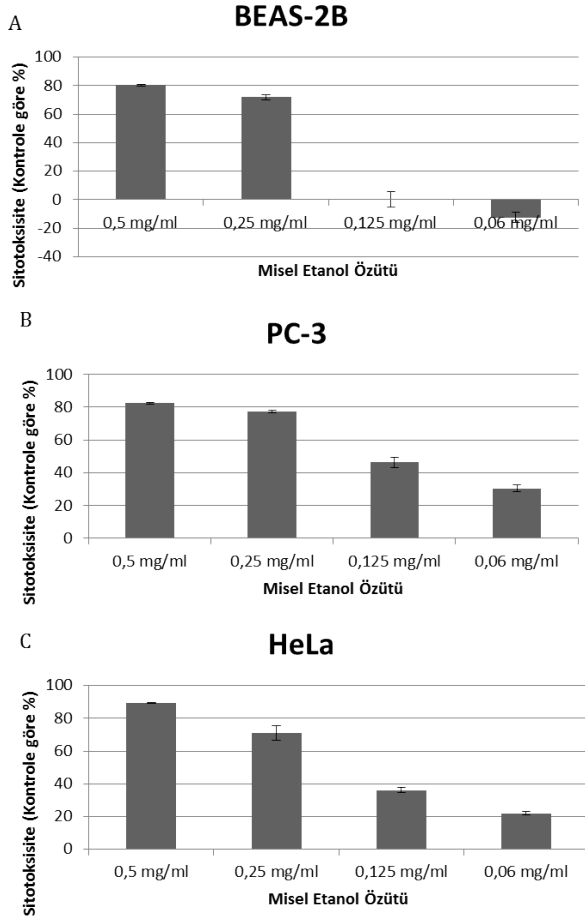 A
BEAS-2B
Sitotoksisite (Kontrole göre %)
100
80
60
40
20
0
-20
-40
0,5 mg/ml 0,25 mg/ml 0,125 mg/ml 0,06 mg/ml
Misel Etanol Özütü
B
PC-3
Sitotoksisite (Kontrole göre %)
100
80
60
40
20
0
0,5 mg/ml 0,25 mg/ml 0,125 mg/ml 0,06 mg/ml
Misel Etanol Özütü
C
HeLa
Sitotoksisite (Kontrole göre %)
100
80
60
40
20
0
0,5 mg/ml 0,25 mg/ml 0,125 mg/ml 0,06 mg/ml
Misel Etanol Özütü